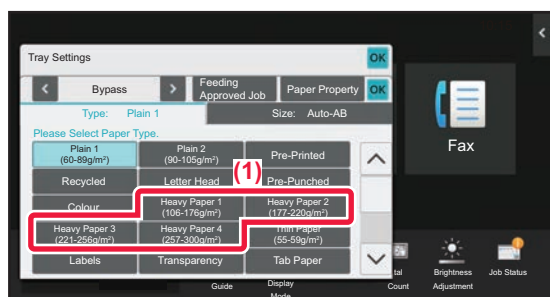 Tray Settings
OK
Bypass
Feeding
Approved Job
Paper Property
OK
Type: Plain 1
Size: Auto-AB
Please Select Paper Type.
Plain 1
(60-89g/m²)
Plain 2
(90-105g/m²)
Pre-Printed
Recycled
Letter Head
(1)
Pre-Punched
Colour
Heavy Paper 1
(106-176g/m²)
Heavy Paper 2
(177-220g/m²)
Heavy Paper 3
(221-256g/m²)
Heavy Paper 4
(257-300g/m²)
Thin Paper
(55-59g/m²)
Labels
Transparency
Tab Paper
Fax
Guide
Display
Mode
tal
Count
Brightness
Adjustment
Job Status